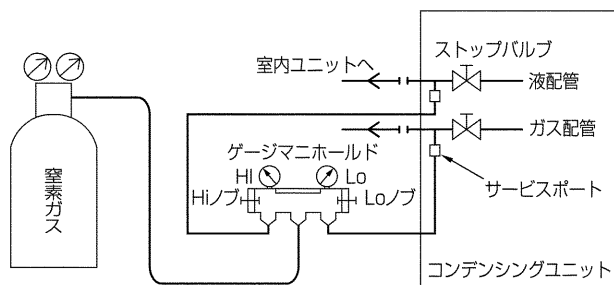 ストップバルブ
室内ユニットへ
液配管
ガス配管
ゲージマニホールド
HI
Lo
Hiノブ
Loノブ
サービスポート
窒素ガス
コンデンシングユニット